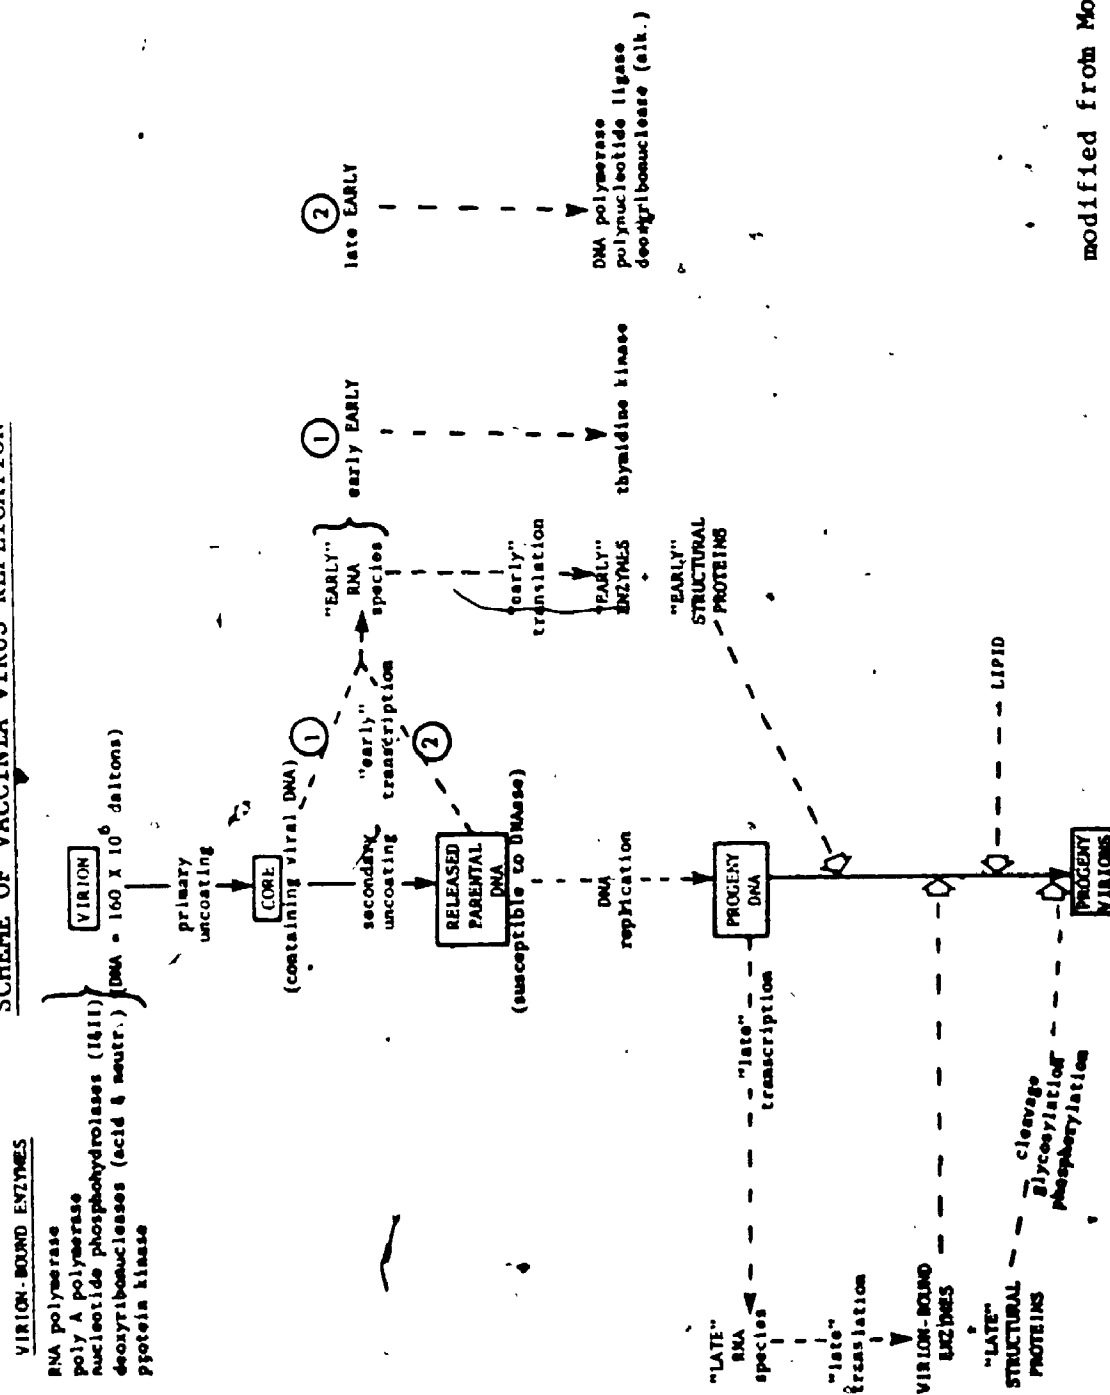 SCHEME OF VACCINIA VIRUS REPLICATION
VIRION-BOUND ENZYMES
RNA polymerase
poly A polymerase
nucleotide phosphohydrolases (I&II)
deoxyribonucleases (acid & neutr.)
protein kinase
VIRION
(DNA = 160 X 10⁶ daltons)
primary
uncoating
CORE
(containing viral DNA)
1
secondary
uncoating
"early"
transcription
2
RELEASED
PARENTAL
DNA
(susceptible to DNAase)
"EARLY"
RNA
species
1
early EARLY
2
late EARLY
"early"
translation
"EARLY"
ENZYMES
+
"EARLY"
STRUCTURAL
PROTEINS
thymidine kinase
DNA polymerase
polynucleotide ligase
deoxyribonuclease (alk.)
DNA
replication
PROGENY
DNA
"late"
transcription
"LATE"
RNA
species
"late"
translation
VIRION-BOUND
ENZYMES
+
"LATE"
STRUCTURAL
PROTEINS
cleavage
glycosylation
phosphorylation
LIPID
PROGENY
VIRIONS
modified from Mo